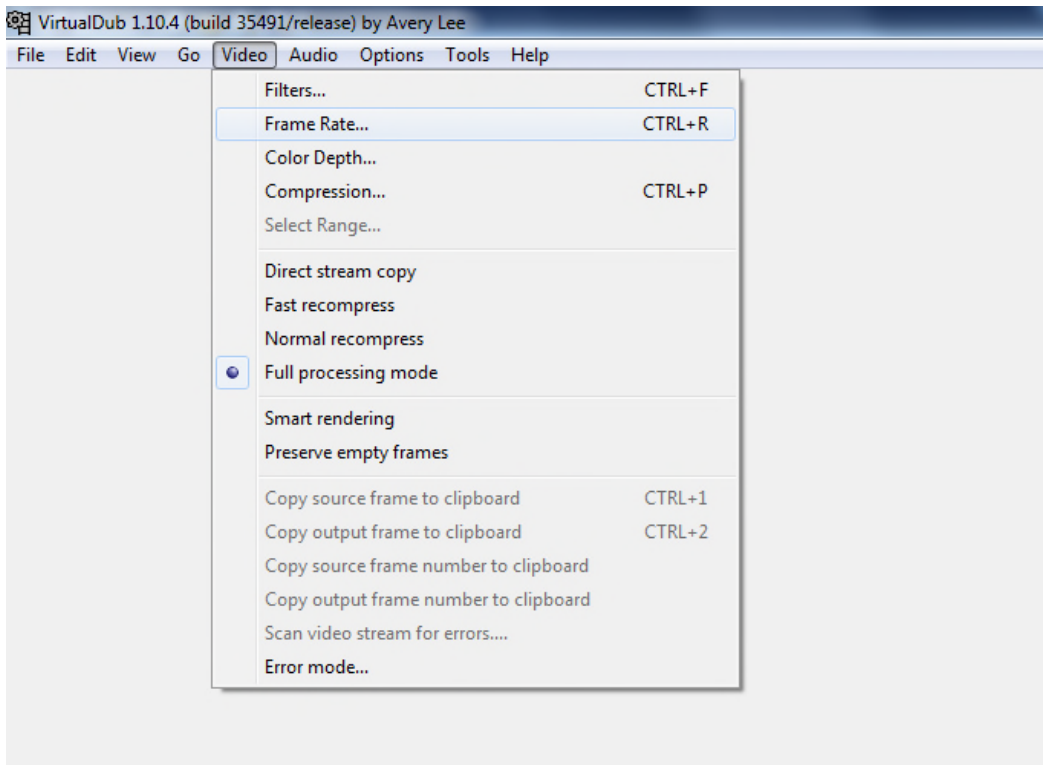 VirtualDub 1.10.4 (build 35491/release) by Avery Lee
File Edit View Go Video Audio Options Tools Help
Filters... CTRL+F
Frame Rate... CTRL+R
Color Depth...
Compression... CTRL+P
Select Range...
Direct stream copy
Fast recompress
Normal recompress
Full processing mode
Smart rendering
Preserve empty frames
Copy source frame to clipboard CTRL+1
Copy output frame to clipboard CTRL+2
Copy source frame number to clipboard
Copy output frame number to clipboard
Scan video stream for errors....
Error mode...